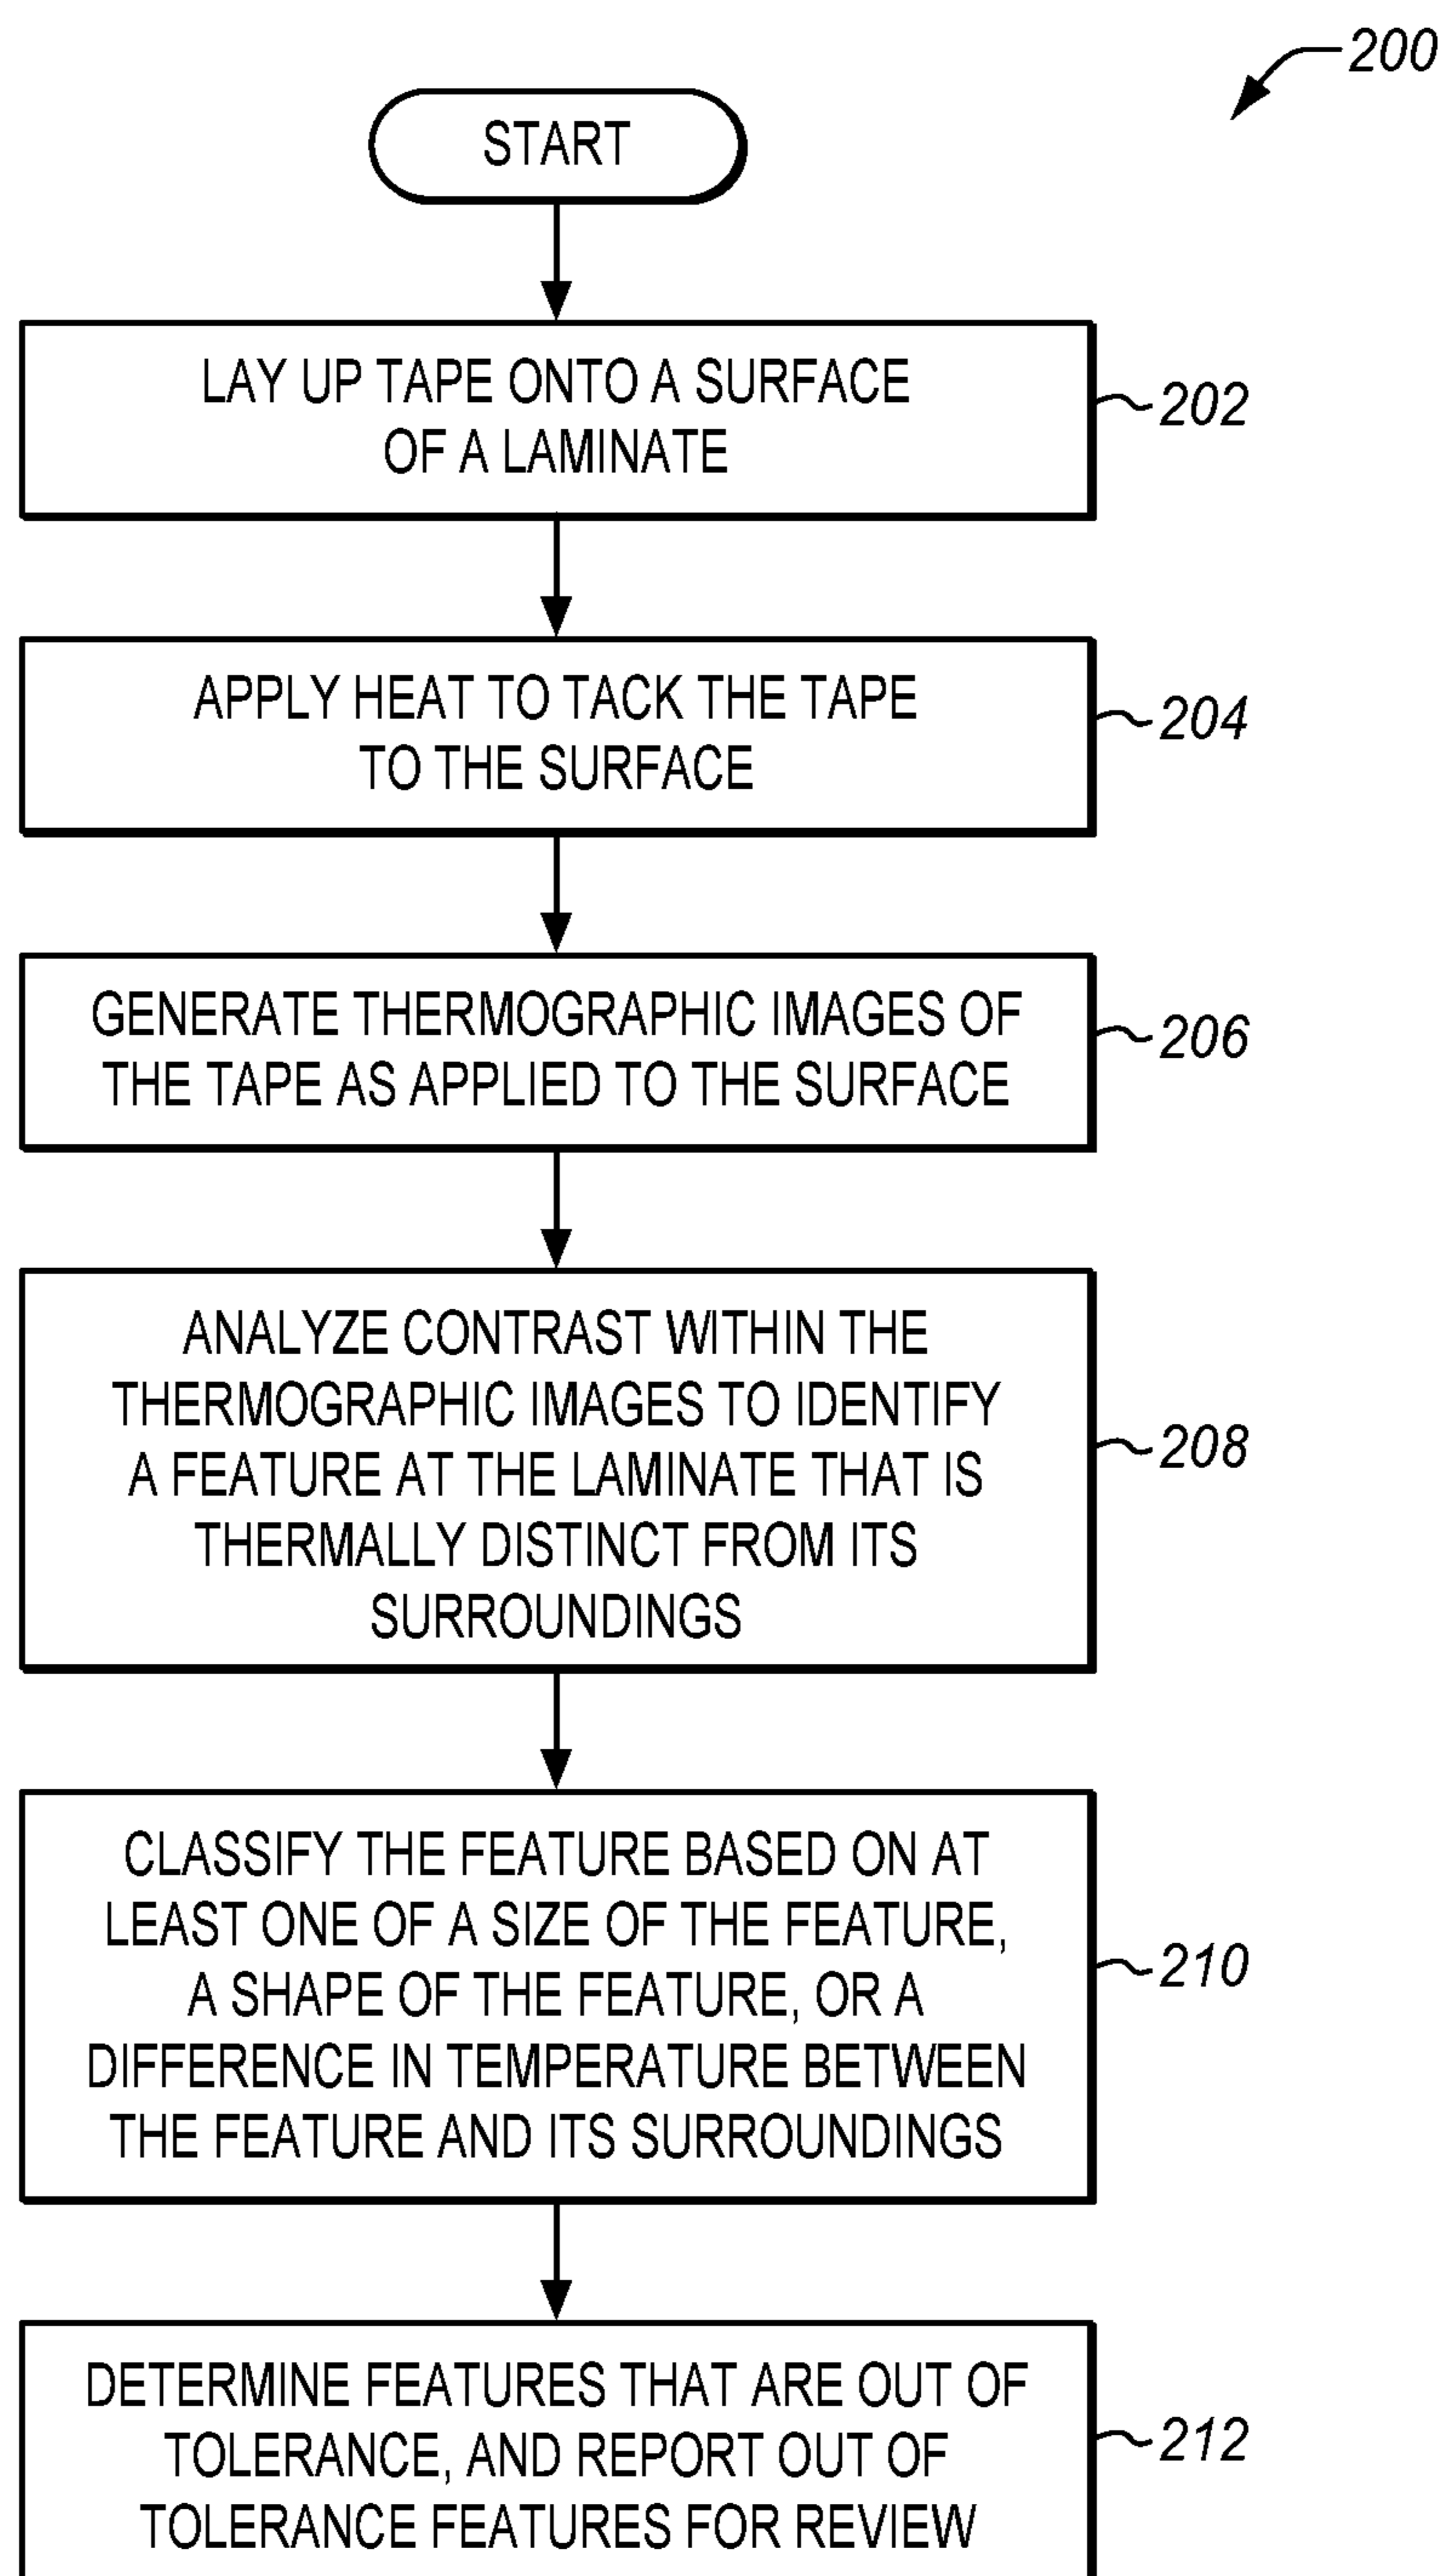 200
START
LAY UP TAPE ONTO A SURFACE
OF A LAMINATE
202
APPLY HEAT TO TACK THE TAPE
TO THE SURFACE
204
GENERATE THERMOGRAPHIC IMAGES OF
THE TAPE AS APPLIED TO THE SURFACE
206
ANALYZE CONTRAST WITHIN THE
THERMOGRAPHIC IMAGES TO IDENTIFY
A FEATURE AT THE LAMINATE THAT IS
THERMALLY DISTINCT FROM ITS
SURROUNDINGS
208
CLASSIFY THE FEATURE BASED ON AT
LEAST ONE OF A SIZE OF THE FEATURE,
A SHAPE OF THE FEATURE, OR A
DIFFERENCE IN TEMPERATURE BETWEEN
THE FEATURE AND ITS SURROUNDINGS
210
DETERMINE FEATURES THAT ARE OUT OF
TOLERANCE, AND REPORT OUT OF
TOLERANCE FEATURES FOR REVIEW
212